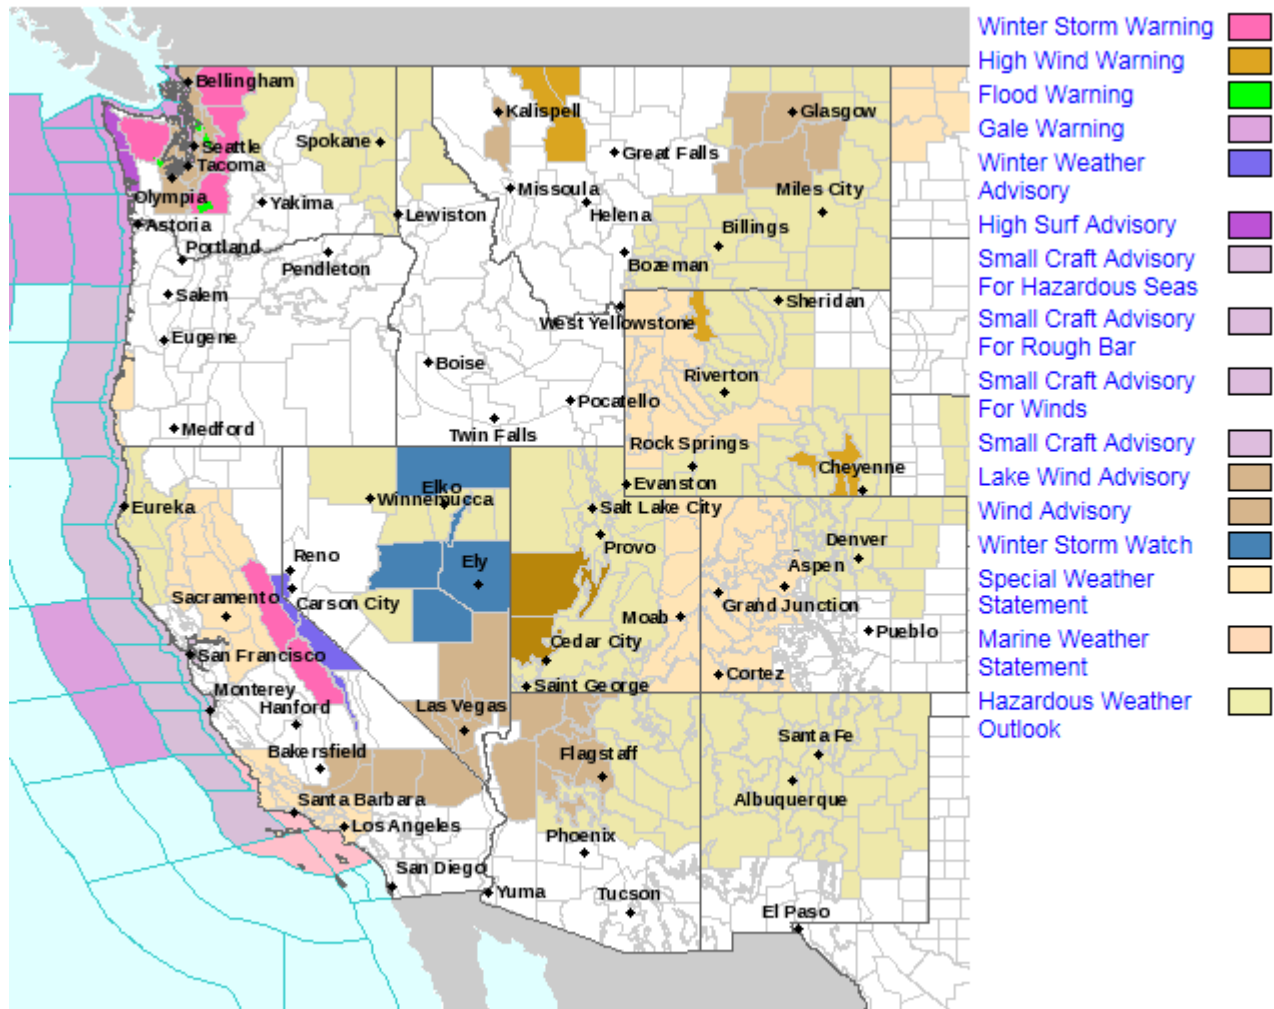 Bellingham
Seattle
Tacoma
Olympia
Astoria
Portland
Salem
Eugene
Medford
Spokane
Yakima
Pendleton
Lewiston
Kalispell
Missoula
Great Falls
Helena
Bozeman
Glasgow
Miles City
Billings
West Yellowstone
Boise
Pocatello
Twin Falls
Sheridan
Riverton
Rock Springs
Evanston
Cheyenne
Eureka
Winnemucca
Elko
Ely
Reno
Carson City
Sacramento
San Francisco
Monterey
Hanford
Bakersfield
Santa Barbara
Los Angeles
San Diego
Las Vegas
Salt Lake City
Provo
Moab
Cedar City
Saint George
Denver
Aspen
Grand Junction
Pueblo
Cortez
Flagstaff
Phoenix
Yuma
Tucson
Santa Fe
Albuquerque
El Paso
Winter Storm Warning
High Wind Warning
Flood Warning
Gale Warning
Winter Weather
Advisory
High Surf Advisory
Small Craft Advisory
For Hazardous Seas
Small Craft Advisory
For Rough Bar
Small Craft Advisory
For Winds
Small Craft Advisory
Lake Wind Advisory
Wind Advisory
Winter Storm Watch
Special Weather
Statement
Marine Weather
Statement
Hazardous Weather
Outlook